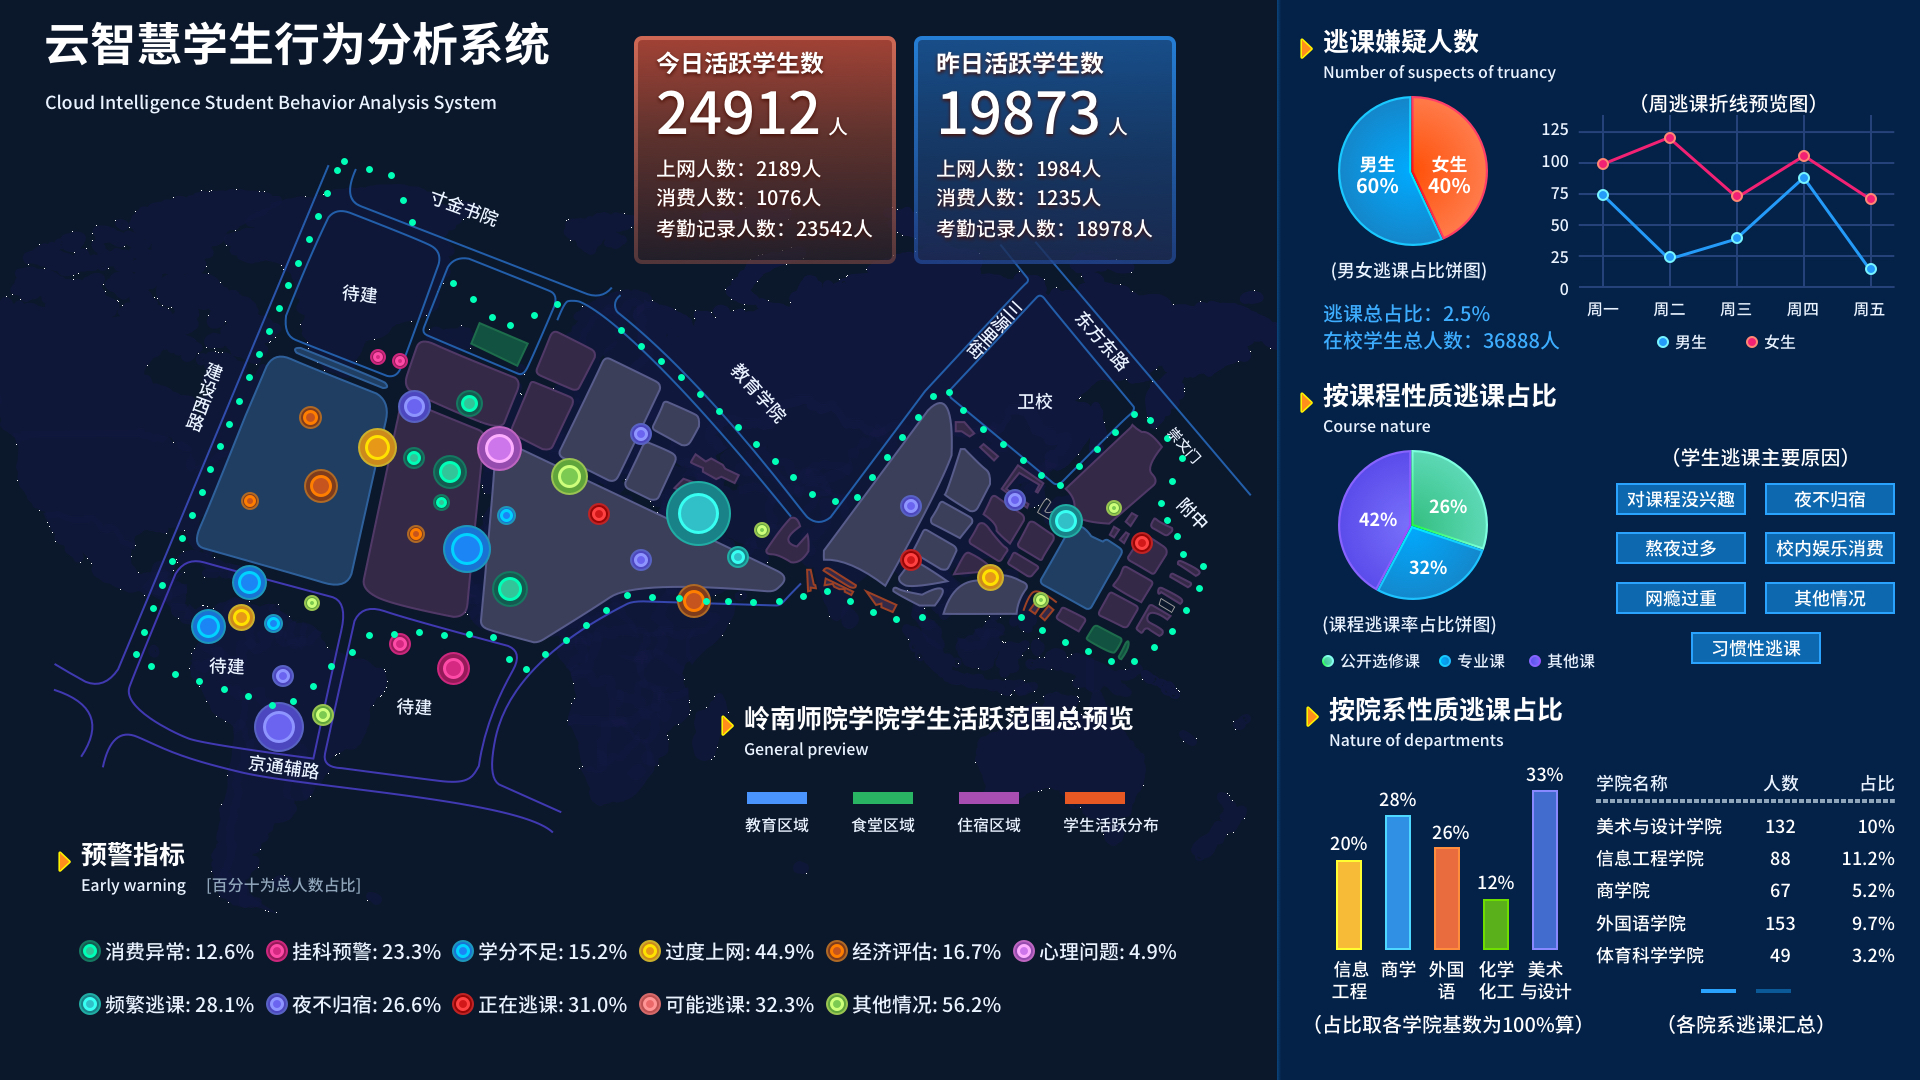 云智慧学生行为分析系统
Cloud Intelligence Student Behavior Analysis System
今日活跃学生数
24912 人
上网人数：2189人
消费人数：1076人
考勤记录人数：23542人
昨日活跃学生数
19873 人
上网人数：1984人
消费人数：1235人
考勤记录人数：18978人
寸金书院
待建
建设西路
教育学院
三源里街
东方东路
卫校
崇文门
附中
待建
待建
京通辅路
岭南师院学院学生活跃范围总预览
General preview
教育区域
食堂区域
住宿区域
学生活跃分布
预警指标
Early warning [百分十为总人数占比]
消费异常: 12.6%
挂科预警: 23.3%
学分不足: 15.2%
过度上网: 44.9%
经济评估: 16.7%
心理问题: 4.9%
频繁逃课: 28.1%
夜不归宿: 26.6%
正在逃课: 31.0%
可能逃课: 32.3%
其他情况: 56.2%
逃课嫌疑人数
Number of suspects of truancy
男生
60%
女生
40%
(男女逃课占比饼图)
逃课总占比：2.5%
在校学生总人数：36888人
（周逃课折线预览图）
125
100
75
50
25
0
周一
周二
周三
周四
周五
男生
女生
按课程性质逃课占比
Course nature
26%
42%
32%
(课程逃课率占比饼图)
公开选修课
专业课
其他课
（学生逃课主要原因）
对课程没兴趣
夜不归宿
熬夜过多
校内娱乐消费
网瘾过重
其他情况
习惯性逃课
按院系性质逃课占比
Nature of departments
20%
28%
26%
12%
33%
信息
工程
商学
外国
语
化学
化工
美术
与设计
（占比取各学院基数为100%算）
学院名称 人数 占比
美术与设计学院 132 10%
信息工程学院 88 11.2%
商学院 67 5.2%
外国语学院 153 9.7%
体育科学学院 49 3.2%
（各院系逃课汇总）